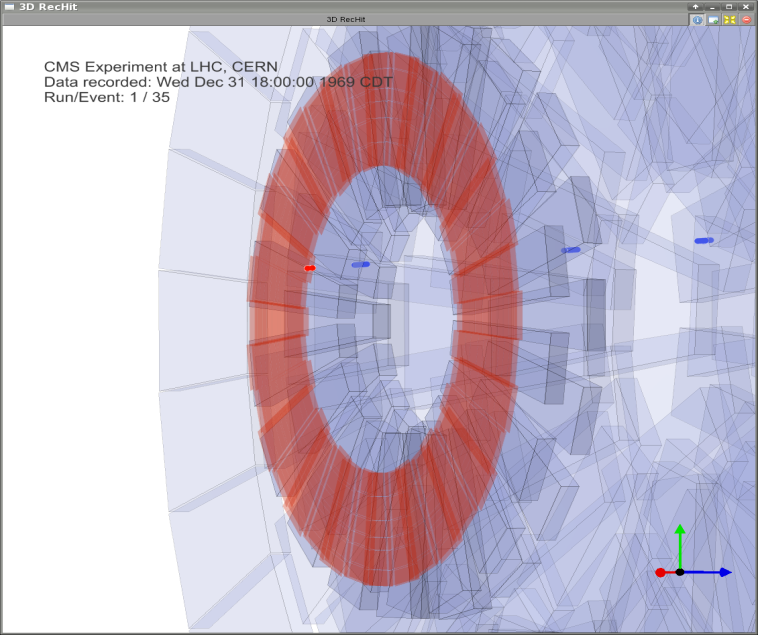 3D RecHit
3D RecHit
CMS Experiment at LHC, CERN
Data recorded: Wed Dec 31 18:00:00 1969 CDT
Run/Event: 1 / 35